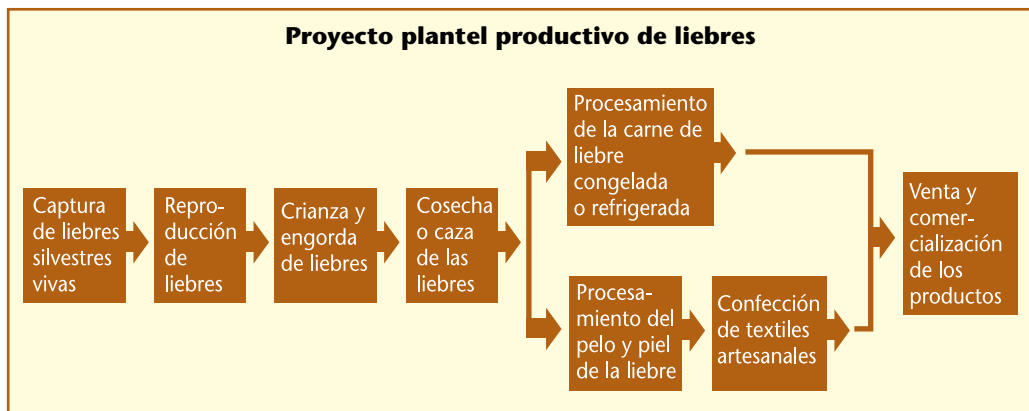 Proyecto plantel productivo de liebres
Captura
de liebres
silvestres
vivas
Repro-
ducción
de
liebres
Crianza y
engorda
de liebres
Cosecha
o caza
de las
liebres
Procesamiento
de la carne de
liebre
congelada
o refrigerada
Procesa-
miento del
pelo y piel
de la liebre
Confección
de textiles
artesanales
Venta y
comer-
cialización
de los
productos